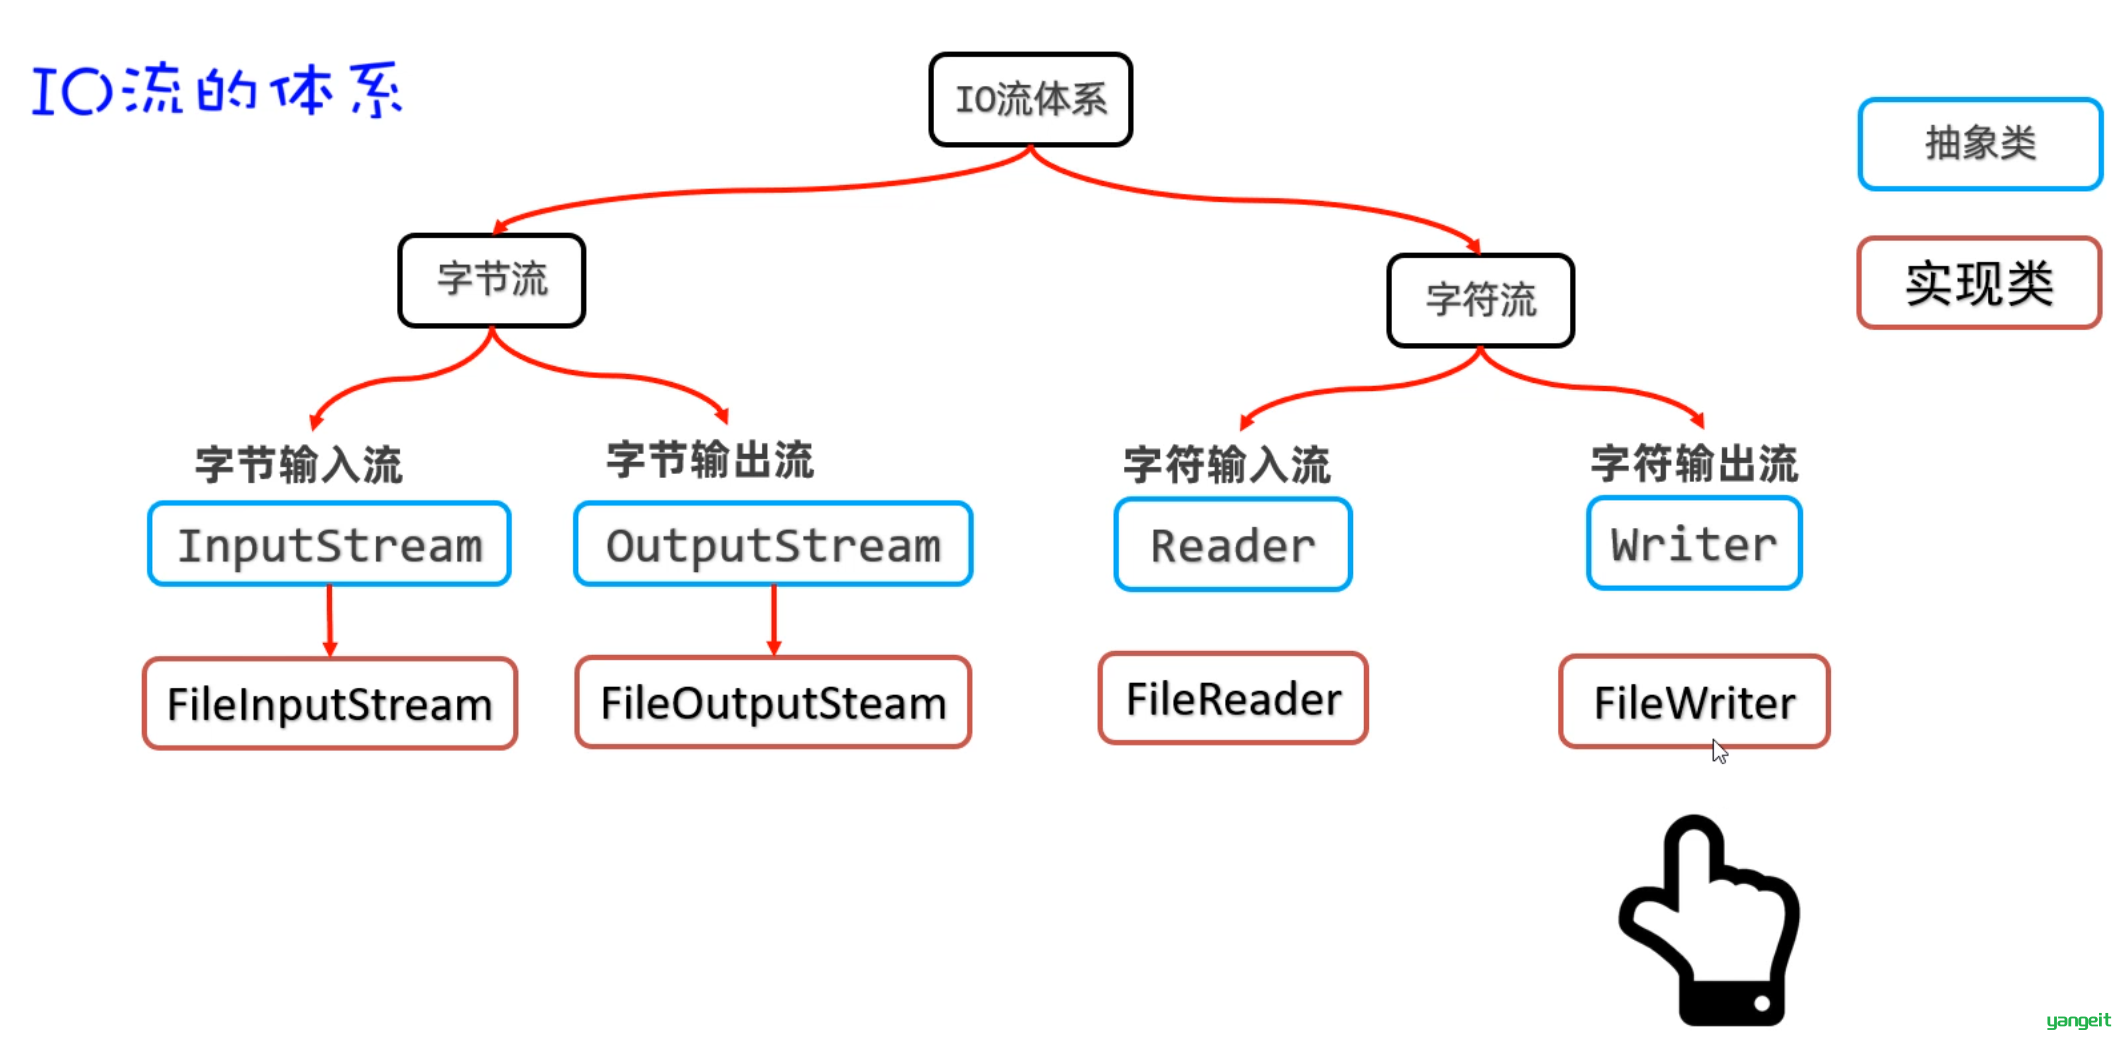 IO流的体系
IO流体系
抽象类
实现类
字节流
字符流
字节输入流
字节输出流
字符输入流
字符输出流
InputStream
OutputStream
Reader
Writer
FileInputStream
FileOutputSteam
FileReader
FileWriter
yangeit